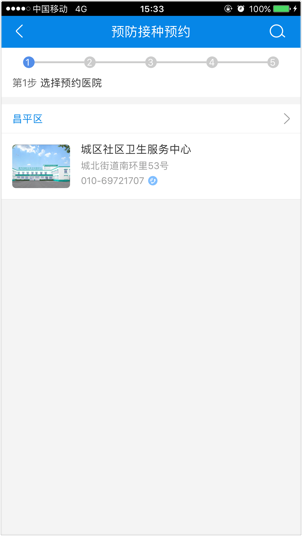 中国移动 4G 15:33 100%
预防接种预约
1 2 3 4 5
第1步 选择预约医院
昌平区
城区社区卫生服务中心
城北街道南环里53号
010-69721707